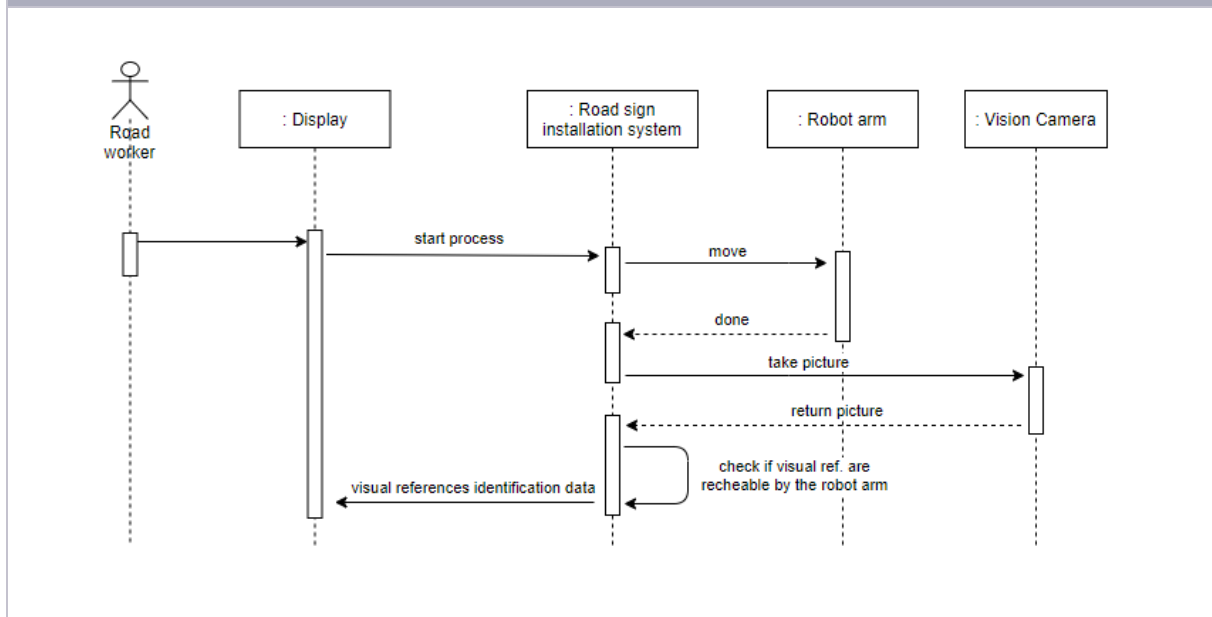 Road
worker
: Display
: Road sign
installation system
: Robot arm
: Vision Camera
start process
move
done
take picture
return picture
check if visual ref. are
recheable by the robot arm
visual references identification data